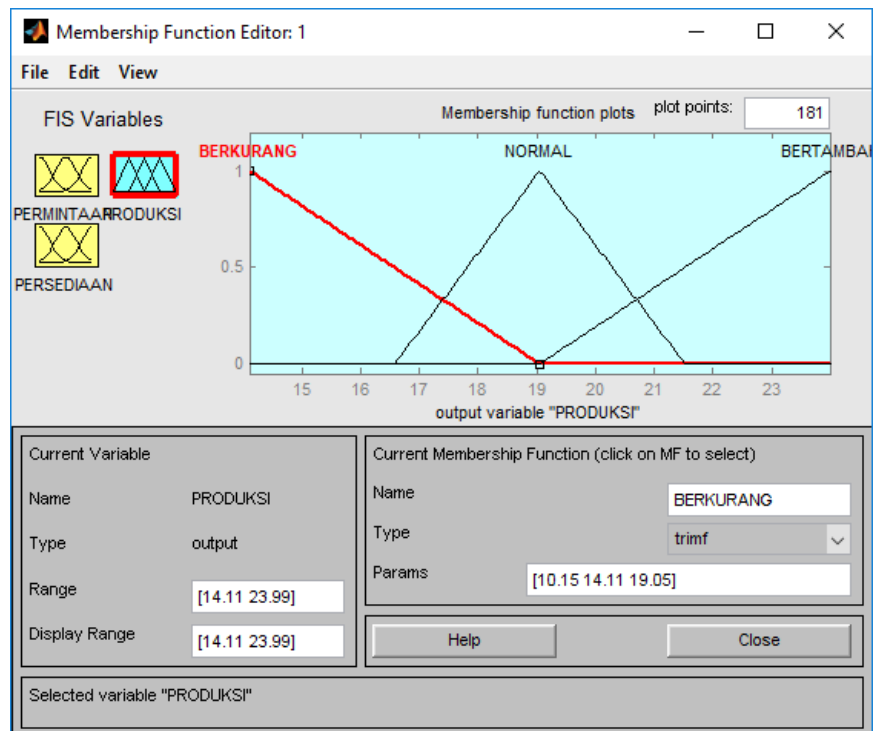 Membership Function Editor: 1
File Edit View
FIS Variables
Membership function plots
plot points:
181
PERMINTAAN
PRODUKSI
PERSEDIAAN
BERKURANG
NORMAL
BERTAMBAH
1
0.5
0
15 16 17 18 19 20 21 22 23
output variable "PRODUKSI"
Current Variable
Name PRODUKSI
Type output
Range [14.11 23.99]
Display Range [14.11 23.99]
Current Membership Function (click on MF to select)
Name BERKURANG
Type trimf
Params [10.15 14.11 19.05]
Help Close
Selected variable "PRODUKSI"